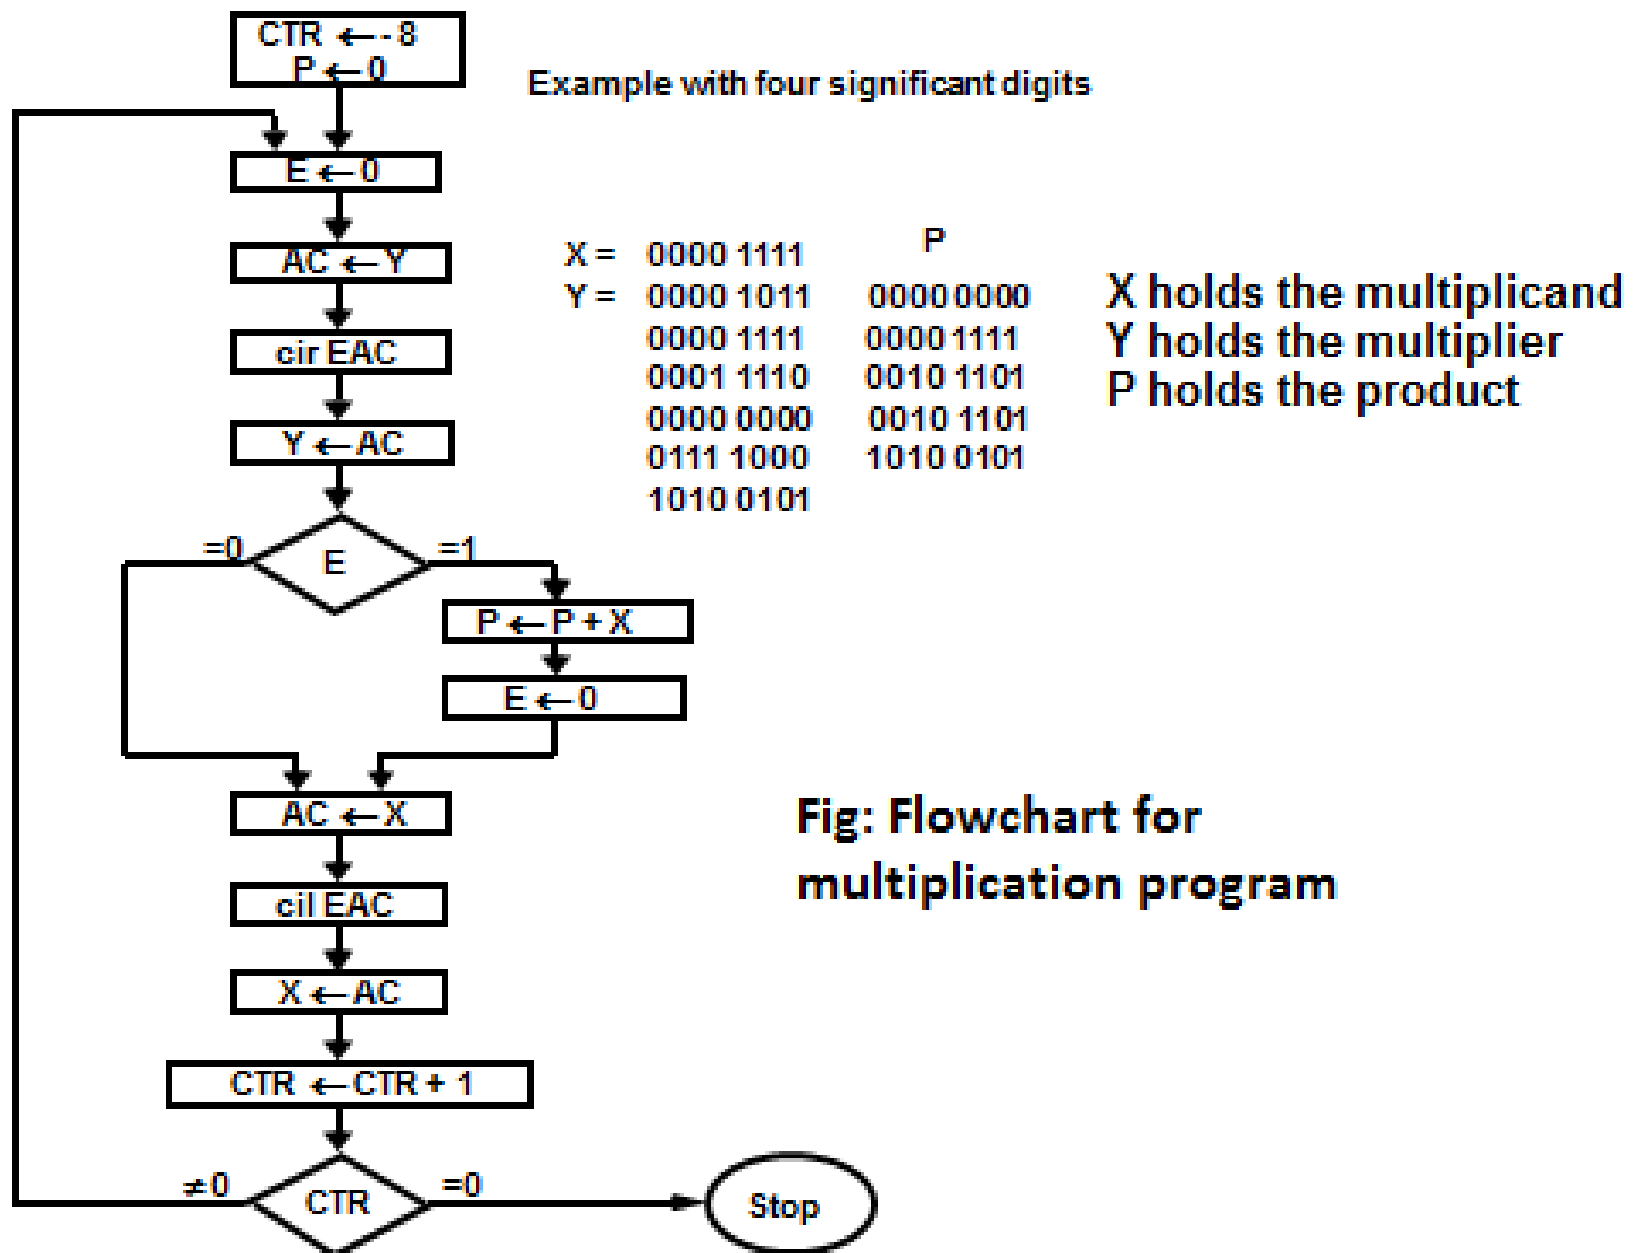 CTR ← - 8
P ← 0
Example with four significant digits
E ← 0
AC ← Y
cir EAC
Y ← AC
X = 0000 1111 P
Y = 0000 1011 0000 0000
0000 1111 0000 1111
0001 1110 0010 1101
0000 0000 0010 1101
0111 1000 1010 0101
1010 0101
X holds the multiplicand
Y holds the multiplier
P holds the product
=0 E =1
P ← P + X
E ← 0
AC ← X
cil EAC
X ← AC
CTR ← CTR + 1
≠0 CTR =0
Stop
Fig: Flowchart for
multiplication program